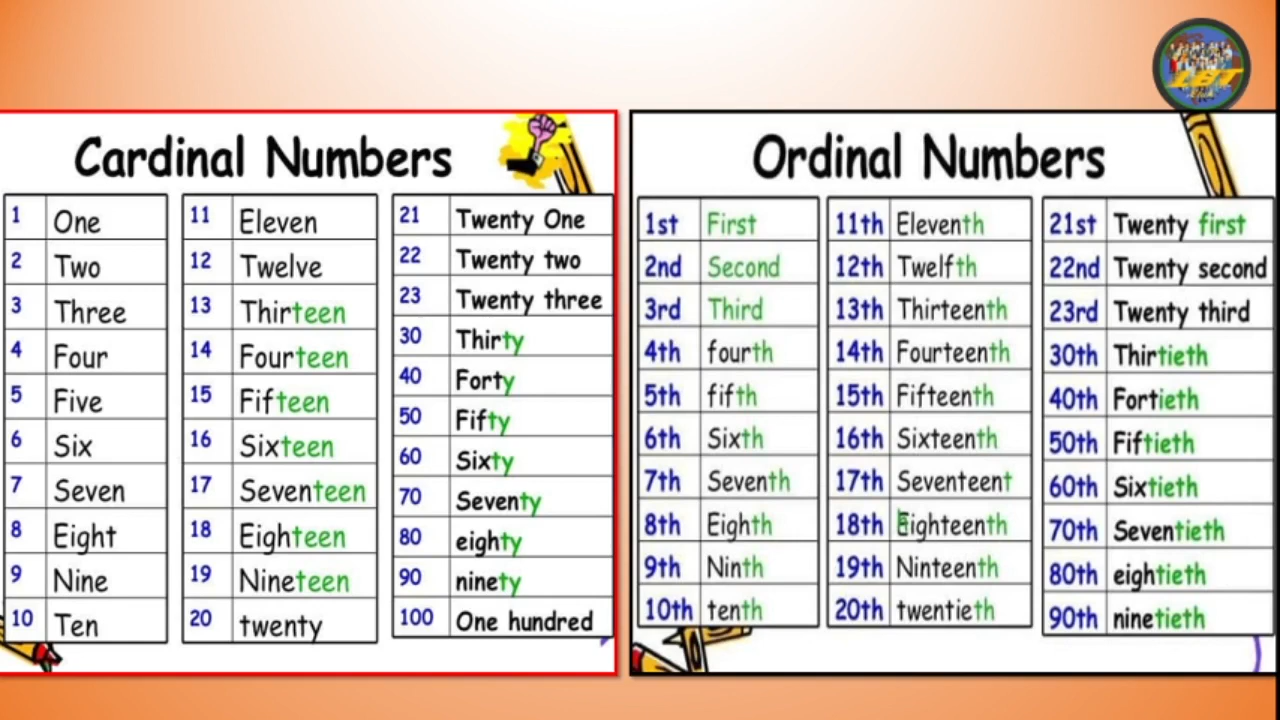 LBT
Cardinal Numbers
1 One
2 Two
3 Three
4 Four
5 Five
6 Six
7 Seven
8 Eight
9 Nine
10 Ten
11 Eleven
12 Twelve
13 Thirteen
14 Fourteen
15 Fifteen
16 Sixteen
17 Seventeen
18 Eighteen
19 Nineteen
20 twenty
21 Twenty One
22 Twenty two
23 Twenty three
30 Thirty
40 Forty
50 Fifty
60 Sixty
70 Seventy
80 eighty
90 ninety
100 One hundred
Ordinal Numbers
1st First
2nd Second
3rd Third
4th fourth
5th fifth
6th Sixth
7th Seventh
8th Eighth
9th Ninth
10th tenth
11th Eleventh
12th Twelfth
13th Thirteenth
14th Fourteenth
15th Fifteenth
16th Sixteenth
17th Seventeent
18th Eighteenth
19th Ninteenth
20th twentieth
21st Twenty first
22nd Twenty second
23rd Twenty third
30th Thirtieth
40th Fortieth
50th Fiftieth
60th Sixtieth
70th Seventieth
80th eightieth
90th ninetieth